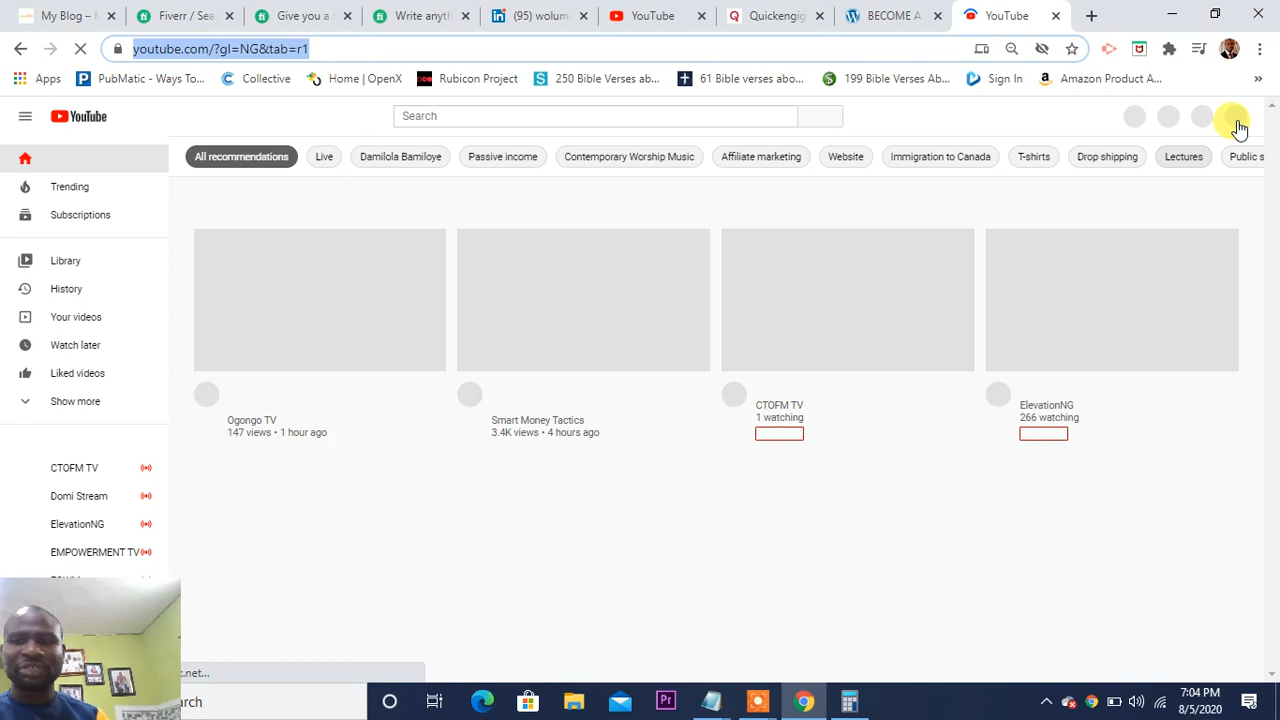 My Blog – M
Fiverr / Sea
Give you a
Write anyth
(95) wolum
YouTube
Quickengig
BECOME A
YouTube
youtube.com/?gl=NG&tab=r1
Apps
PubMatic - Ways To...
Collective
Home | OpenX
Rubicon Project
250 Bible Verses ab...
61 Bible verses abo...
199 Bible Verses Ab...
Sign In
Amazon Product A...
YouTube
Search
All recommendations
Live
Damilola Bamiloye
Passive income
Contemporary Worship Music
Affiliate marketing
Website
Immigration to Canada
T-shirts
Drop shipping
Lectures
Public s
Trending
Subscriptions
Library
History
Your videos
Watch later
Liked videos
Show more
CTOFM TV
Domi Stream
ElevationNG
EMPOWERMENT TV
Ogongo TV
147 views • 1 hour ago
Smart Money Tactics
3.4K views • 4 hours ago
CTOFM TV
1 watching
ElevationNG
266 watching
t.net...
rch
Pr
7:04 PM
8/5/2020